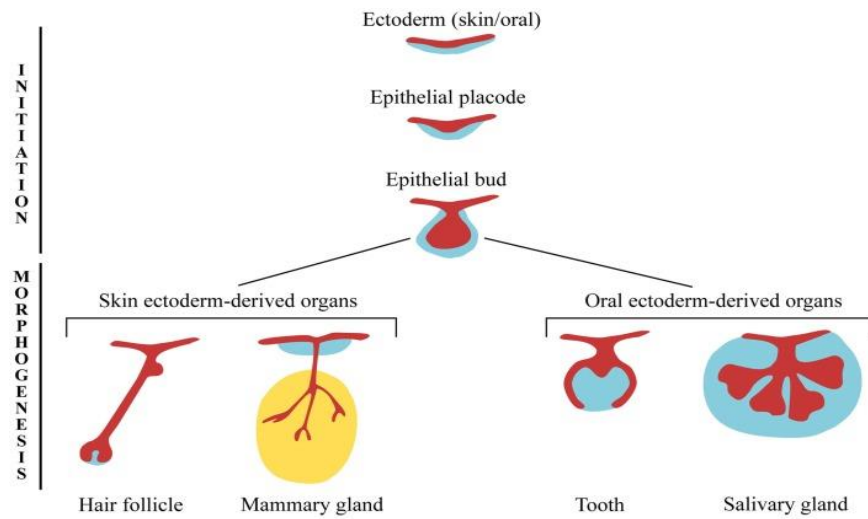 Ectoderm (skin/oral)
Epithelial placode
Epithelial bud
INITIATION
Skin ectoderm-derived organs
Oral ectoderm-derived organs
MORPHOGENESIS
Hair follicle
Mammary gland
Tooth
Salivary gland